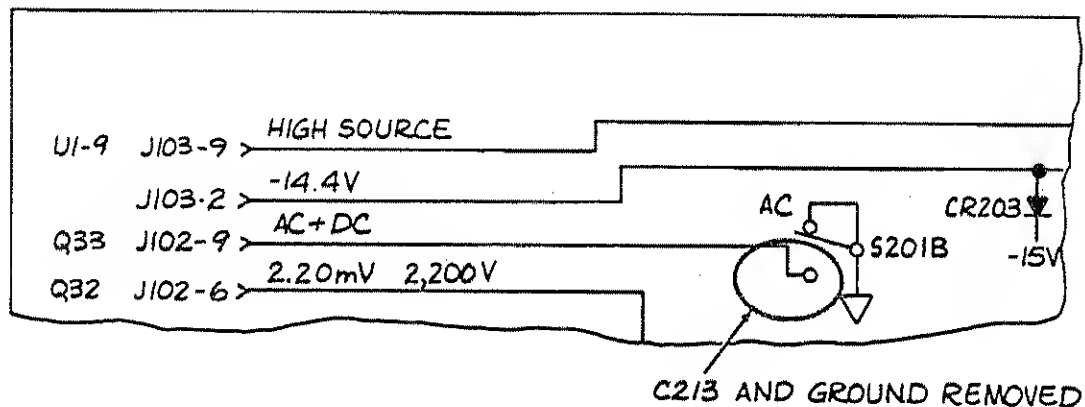 HIGH SOURCE
U1-9 J103-9
-14.4V
J103-2
AC+DC
AC
CR203
Q33 J102-9
S201B
-15V
2.20mV 2,200V
Q32 J102-6
C213 AND GROUND REMOVED